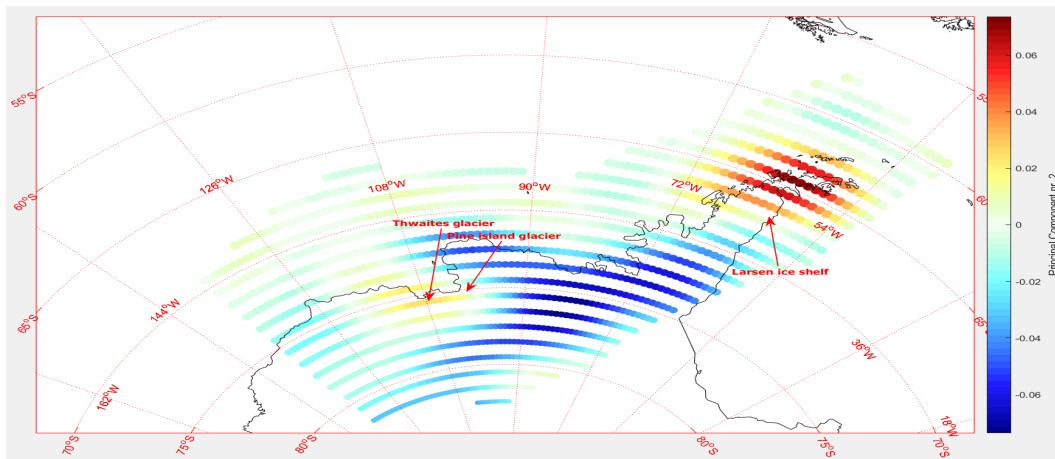 55°S
60°S
65°S
70°S
75°S
80°S
162°W
144°W
126°W
108°W
90°W
72°W
54°W
36°W
18°W
80°S
75°S
70°S
65°S
Thwaites glacier
Pine island glacier
Larsen ice shelf
0.06
0.04
0.02
0
-0.02
-0.04
-0.06